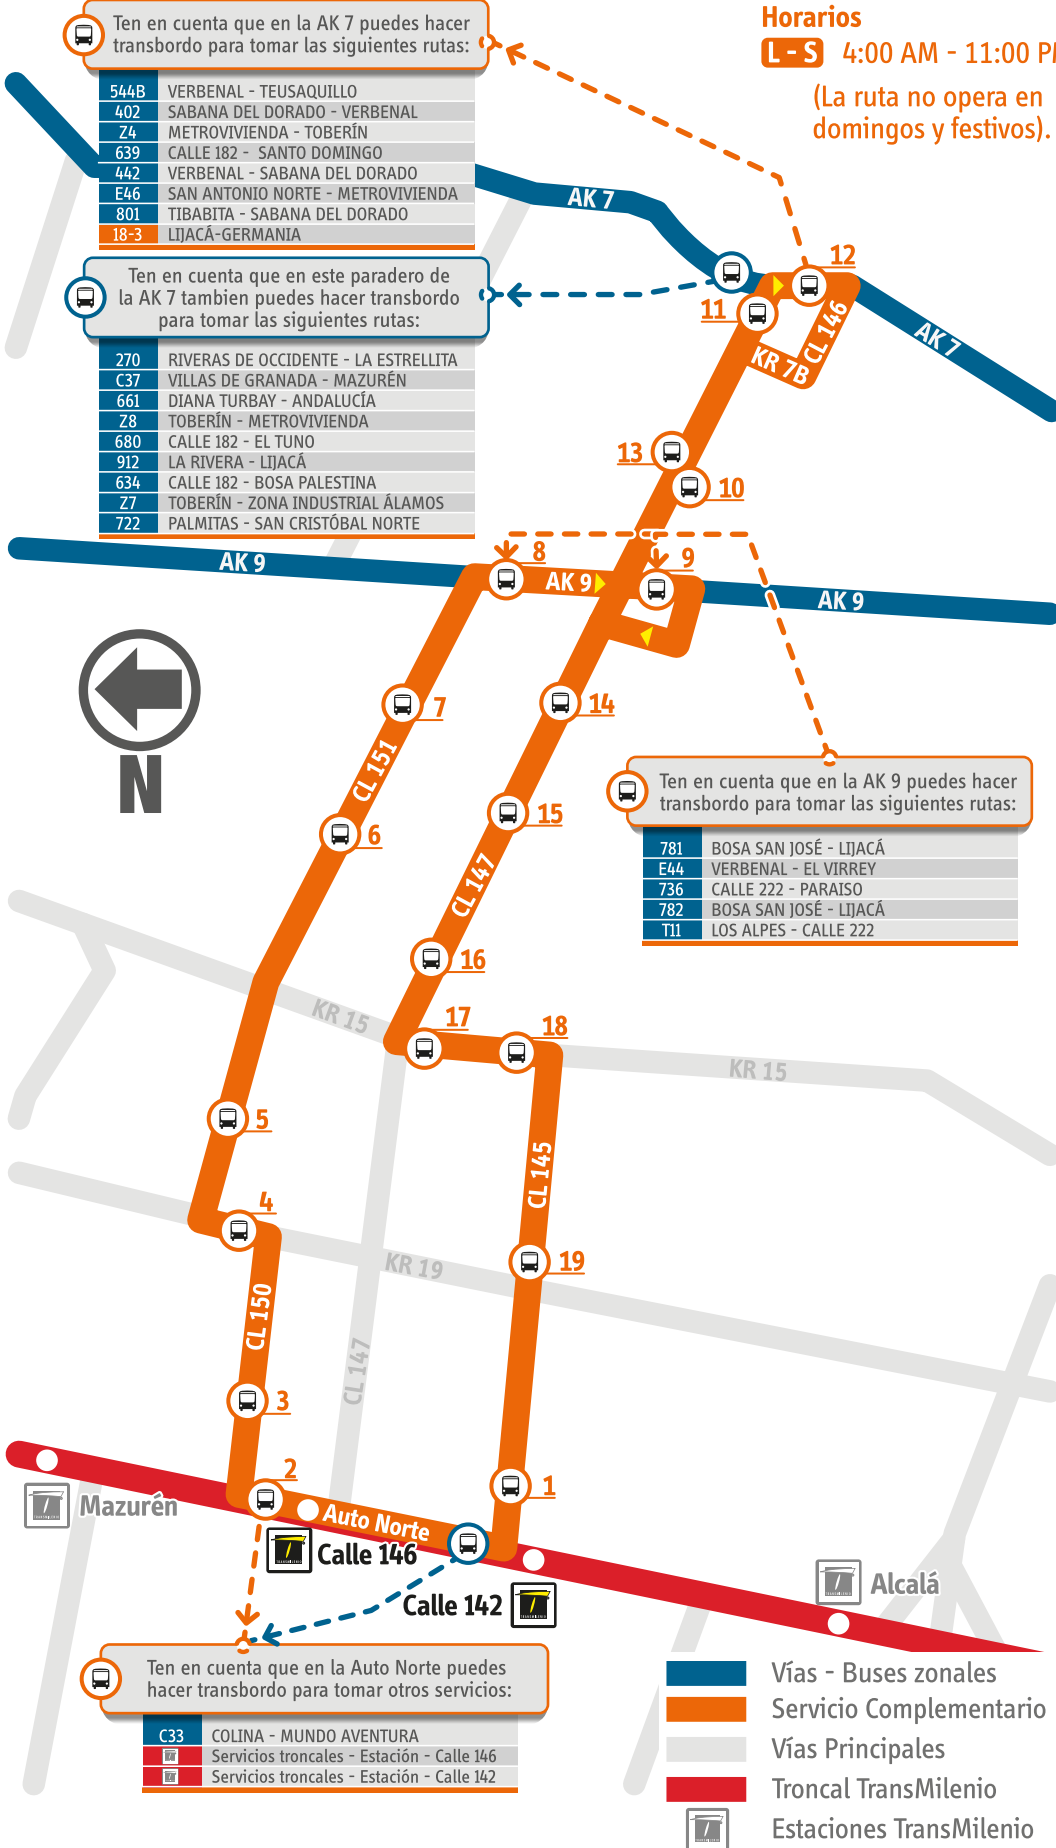 Ten en cuenta que en la AK 7 puedes hacer
transbordo para tomar las siguientes rutas:
544B VERBENAL - TEUSAQUILLO
402 SABANA DEL DORADO - VERBENAL
Z4 METROVIVIENDA - TOBERÍN
639 CALLE 182 - SANTO DOMINGO
442 VERBENAL - SABANA DEL DORADO
E46 SAN ANTONIO NORTE - METROVIVIENDA
801 TIBABITA - SABANA DEL DORADO
18-3 LIJACÁ-GERMANIA
Horarios
L - S 4:00 AM - 11:00 PM
(La ruta no opera en
domingos y festivos).
Ten en cuenta que en este paradero de
la AK 7 tambien puedes hacer transbordo
para tomar las siguientes rutas:
270 RIVERAS DE OCCIDENTE - LA ESTRELLITA
C37 VILLAS DE GRANADA - MAZURÉN
661 DIANA TURBAY - ANDALUCÍA
Z8 TOBERÍN - METROVIVIENDA
680 CALLE 182 - EL TUNO
912 LA RIVERA - LIJACÁ
634 CALLE 182 - BOSA PALESTINA
Z7 TOBERÍN - ZONA INDUSTRIAL ÁLAMOS
722 PALMITAS - SAN CRISTÓBAL NORTE
AK 7
12
11
CL 146
AK 7
KR 7B
13
10
8
9
AK 9
AK 9
AK 9
N
7
14
CL 151
6
15
CL 147
16
Ten en cuenta que en la AK 9 puedes hacer
transbordo para tomar las siguientes rutas:
781 BOSA SAN JOSÉ - LIJACÁ
E44 VERBENAL - EL VIRREY
736 CALLE 222 - PARAISO
782 BOSA SAN JOSÉ - LIJACÁ
T11 LOS ALPES - CALLE 222
KR 15
17
18
KR 15
5
CL 145
4
KR 19
19
CL 150
CL 147
3
2
1
Mazurén
Auto Norte
Calle 146
Calle 142
Alcalá
Ten en cuenta que en la Auto Norte puedes
hacer transbordo para tomar otros servicios:
C33 COLINA - MUNDO AVENTURA
Servicios troncales - Estación - Calle 146
Servicios troncales - Estación - Calle 142
Vías - Buses zonales
Servicio Complementario
Vías Principales
Troncal TransMilenio
Estaciones TransMilenio